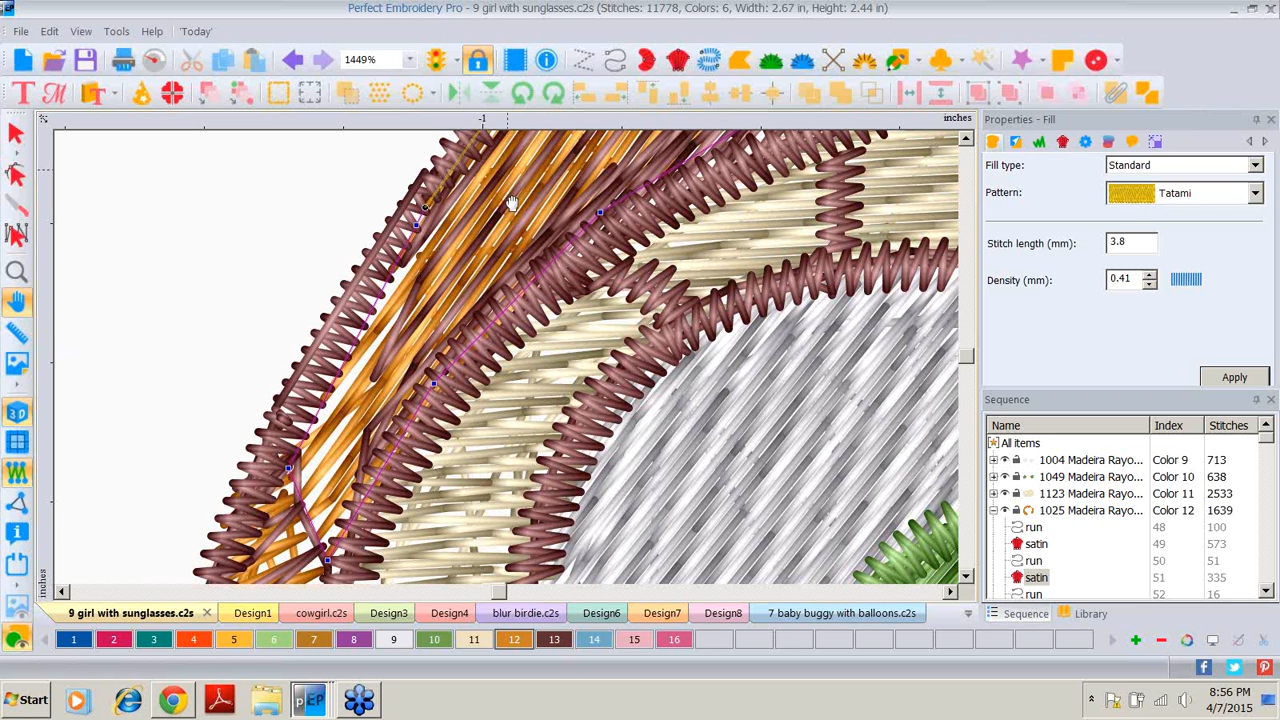 Perfect Embroidery Pro - 9 girl with sunglasses.c2s (Stitches: 11778, Colors: 6, Width: 2.67 in, Height: 2.44 in)
File Edit View Tools Help 'Today'
1449%
-1 inches
inches
Properties - Fill
Fill type: Standard
Pattern: Tatami
Stitch length (mm): 3.8
Density (mm): 0.41
Apply
Sequence
Name Index Stitches
All items
1004 Madeira Rayo... Color 9 713
1049 Madeira Rayo... Color 10 638
1123 Madeira Rayo... Color 11 2533
1025 Madeira Rayo... Color 12 1639
run 48 100
satin 49 573
run 50 51
satin 51 335
run 52 16
Sequence Library
9 girl with sunglasses.c2s Design1 cowgirl.c2s Design3 Design4 blur birdie.c2s Design6 Design7 Design8 7 baby buggy with balloons.c2s
1 2 3 4 5 6 7 8 9 10 11 12 13 14 15 16
Start
pEP
8:56 PM
4/7/2015